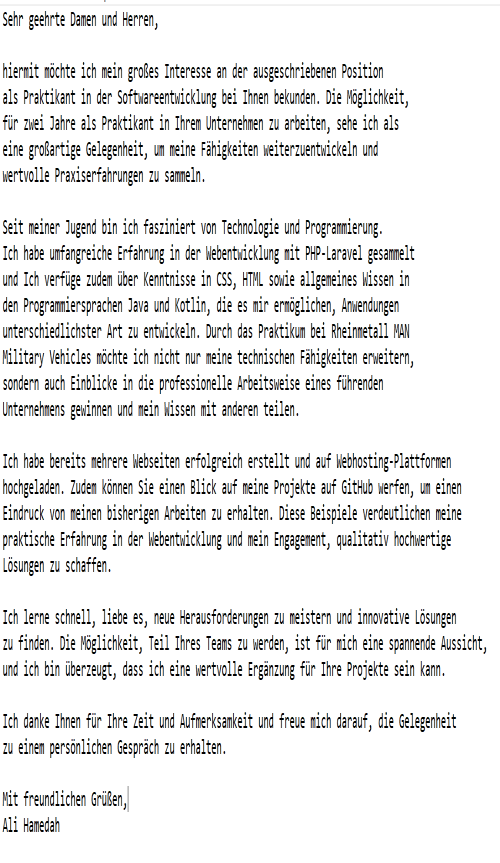 Sehr geehrte Damen und Herren,
hiermit möchte ich mein großes Interesse an der ausgeschriebenen Position
als Praktikant in der Softwareentwicklung bei Ihnen bekunden. Die Möglichkeit,
für zwei Jahre als Praktikant in Ihrem Unternehmen zu arbeiten, sehe ich als
eine großartige Gelegenheit, um meine Fähigkeiten weiterzuentwickeln und
wertvolle Praxiserfahrungen zu sammeln.
Seit meiner Jugend bin ich fasziniert von Technologie und Programmierung.
Ich habe umfangreiche Erfahrung in der Webentwicklung mit PHP-Laravel gesammelt
und Ich verfüge zudem über Kenntnisse in CSS, HTML sowie allgemeines Wissen in
den Programmiersprachen Java und Kotlin, die es mir ermöglichen, Anwendungen
unterschiedlichster Art zu entwickeln. Durch das Praktikum bei Rheinmetall MAN
Military Vehicles möchte ich nicht nur meine technischen Fähigkeiten erweitern,
sondern auch Einblicke in die professionelle Arbeitsweise eines führenden
Unternehmens gewinnen und mein Wissen mit anderen teilen.
Ich habe bereits mehrere Webseiten erfolgreich erstellt und auf Webhosting-Plattformen
hochgeladen. Zudem können Sie einen Blick auf meine Projekte auf GitHub werfen, um einen
Eindruck von meinen bisherigen Arbeiten zu erhalten. Diese Beispiele verdeutlichen meine
praktische Erfahrung in der Webentwicklung und mein Engagement, qualitativ hochwertige
Lösungen zu schaffen.
Ich lerne schnell, liebe es, neue Herausforderungen zu meistern und innovative Lösungen
zu finden. Die Möglichkeit, Teil Ihres Teams zu werden, ist für mich eine spannende Aussicht,
und ich bin überzeugt, dass ich eine wertvolle Ergänzung für Ihre Projekte sein kann.
Ich danke Ihnen für Ihre Zeit und Aufmerksamkeit und freue mich darauf, die Gelegenheit
zu einem persönlichen Gespräch zu erhalten.
Mit freundlichen Grüßen,
Ali Hamedah